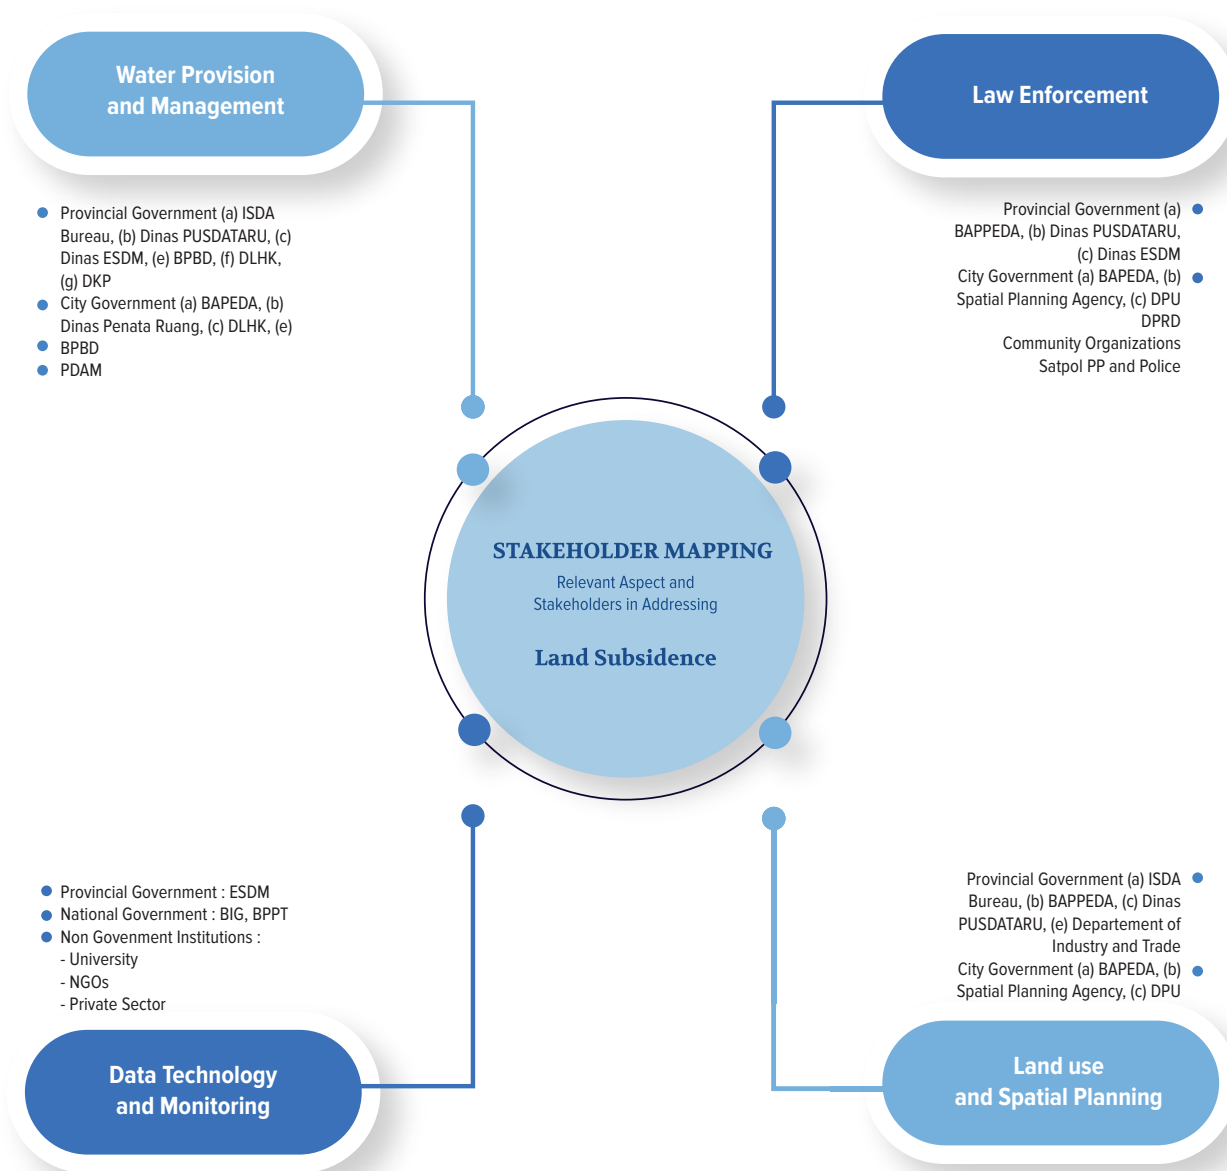 Water Provision
and Management
Provincial Government (a) ISDA
Bureau, (b) Dinas PUSDATARU, (c)
Dinas ESDM, (e) BPBD, (f) DLHK,
(g) DKP
City Government (a) BAPEDA, (b)
Dinas Penata Ruang, (c) DLHK, (e)
BPBD
PDAM
Law Enforcement
Provincial Government (a)
BAPPEDA, (b) Dinas PUSDATARU,
(c) Dinas ESDM
City Government (a) BAPEDA, (b)
Spatial Planning Agency, (c) DPU
DPRD
Community Organizations
Satpol PP and Police
STAKEHOLDER MAPPING
Relevant Aspect and
Stakeholders in Addressing
Land Subsidence
Provincial Government : ESDM
National Government : BIG, BPPT
Non Govenment Institutions :
- University
- NGOs
- Private Sector
Data Technology
and Monitoring
Provincial Government (a) ISDA
Bureau, (b) BAPPEDA, (c) Dinas
PUSDATARU, (e) Departement of
Industry and Trade
City Government (a) BAPEDA, (b)
Spatial Planning Agency, (c) DPU
Land use
and Spatial Planning